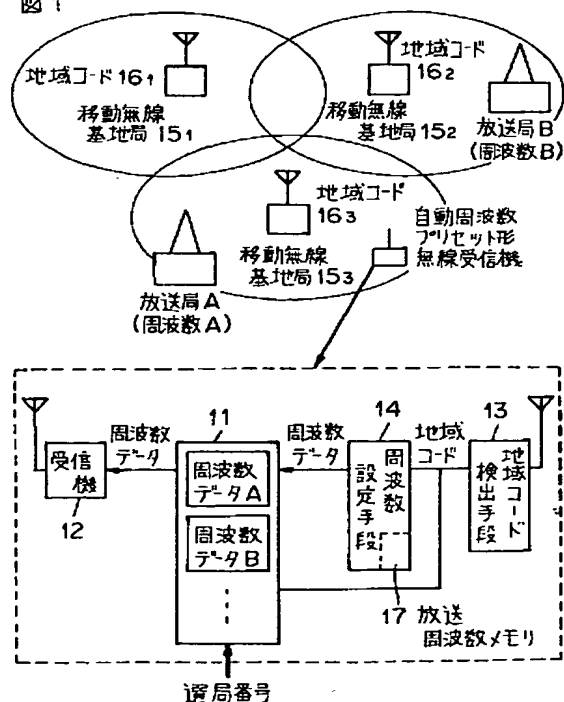 図1
地域コード 16₁
移動無線
基地局 15₁
地域コード
16₂
移動無線
基地局 15₂
放送局B
(周波数B)
地域コード
16₃
移動無線
基地局 15₃
放送局A
(周波数A)
自動周波数
プリセット形
無線受信機
受信機
12
周波数
データ
11
周波数
データA
周波数
データB
周波数
データ
14
周波数
設定手段
地域
コード
13
地域コード
検出手段
17 放送
周波数メモリ
選局番号